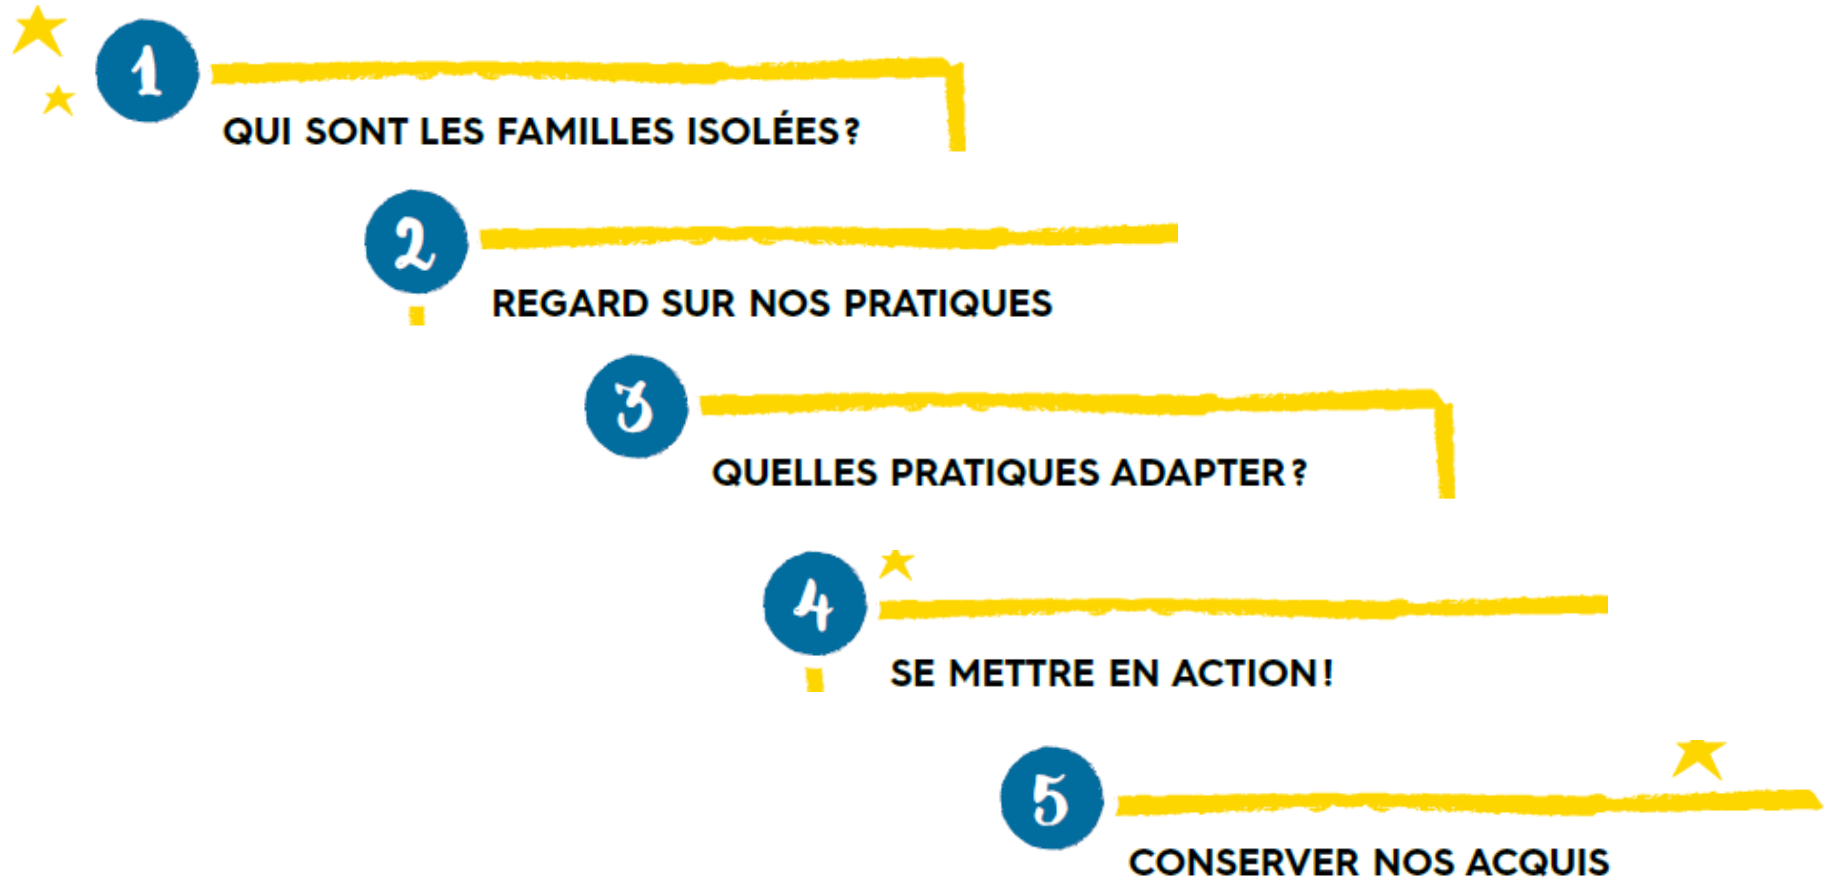 1
QUI SONT LES FAMILLES ISOLÉES ?
2
REGARD SUR NOS PRATIQUES
3
QUELLES PRATIQUES ADAPTER ?
4
SE METTRE EN ACTION !
5
CONSERVER NOS ACQUIS